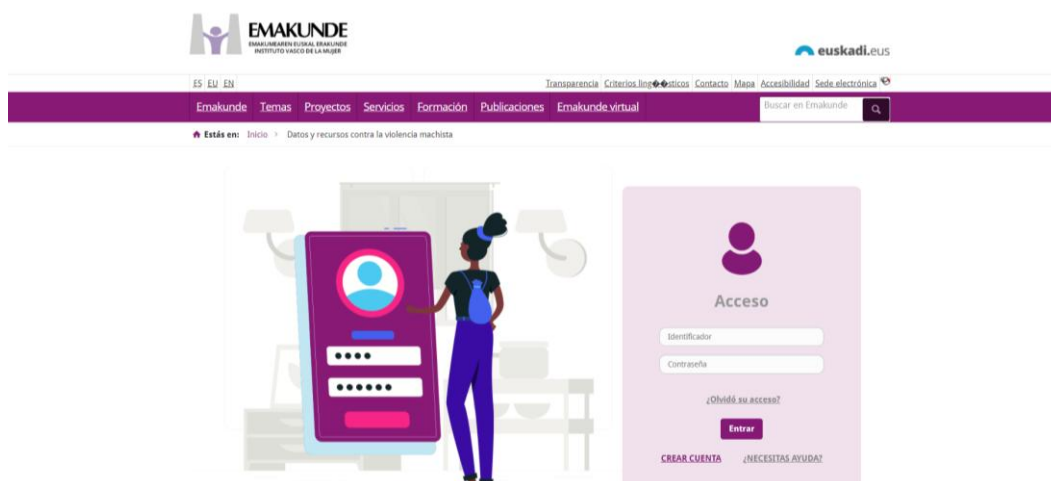 EMAKUNDE
EMAKUMEAREN EUSKAL ERAKUNDE
INSTITUTO VASCO DE LA MUJER
euskadi.eus
ES EU EN
Transparencia Criterios ling��sticos Contacto Mapa Accesibilidad Sede electrónica
Emakunde Temas Proyectos Servicios Formación Publicaciones Emakunde virtual
Buscar en Emakunde
Estás en: Inicio > Datos y recursos contra la violencia machista
Acceso
Identificador
Contraseña
¿Olvidó su acceso?
Entrar
CREAR CUENTA ¿NECESITAS AYUDA?